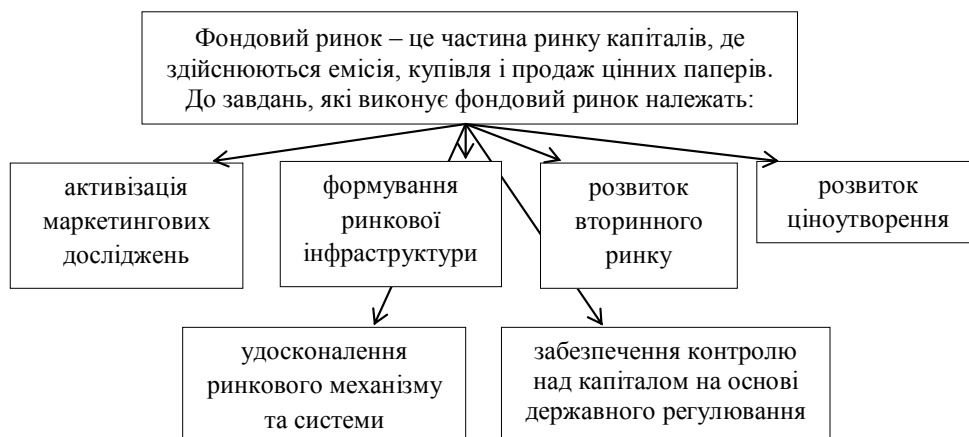 Фондовий ринок – це частина ринку капіталів, де
здійснюються емісія, купівля і продаж цінних паперів.
До завдань, які виконує фондовий ринок належать:
активізація
маркетингових
досліджень
формування
ринкової
інфраструктури
розвиток
вторинного
ринку
розвиток
ціноутворення
удосконалення
ринкового механізму
та системи
забезпечення контролю
над капіталом на основі
державного регулювання